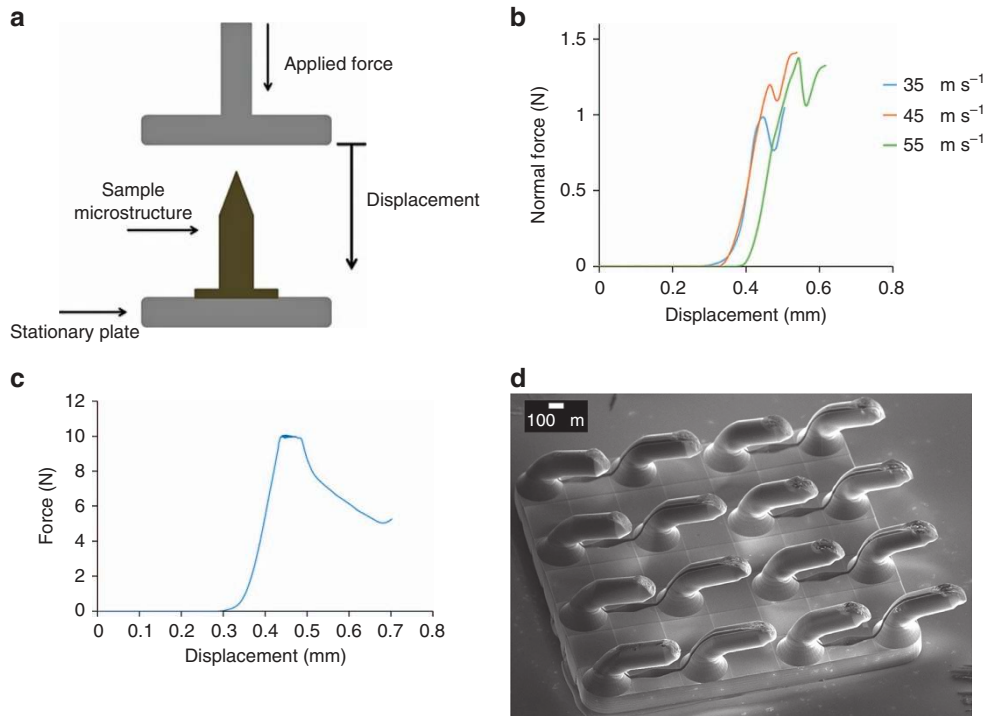 a
Applied force
Sample
microstructure
Displacement
Stationary plate
b
Normal force (N)
1.5
1
0.5
0
0
0.2
0.4
0.6
0.8
Displacement (mm)
35 m s⁻¹
45 m s⁻¹
55 m s⁻¹
c
Force (N)
12
10
8
6
4
2
0
0
0.1
0.2
0.3
0.4
0.5
0.6
0.7
0.8
Displacement (mm)
d
100 m